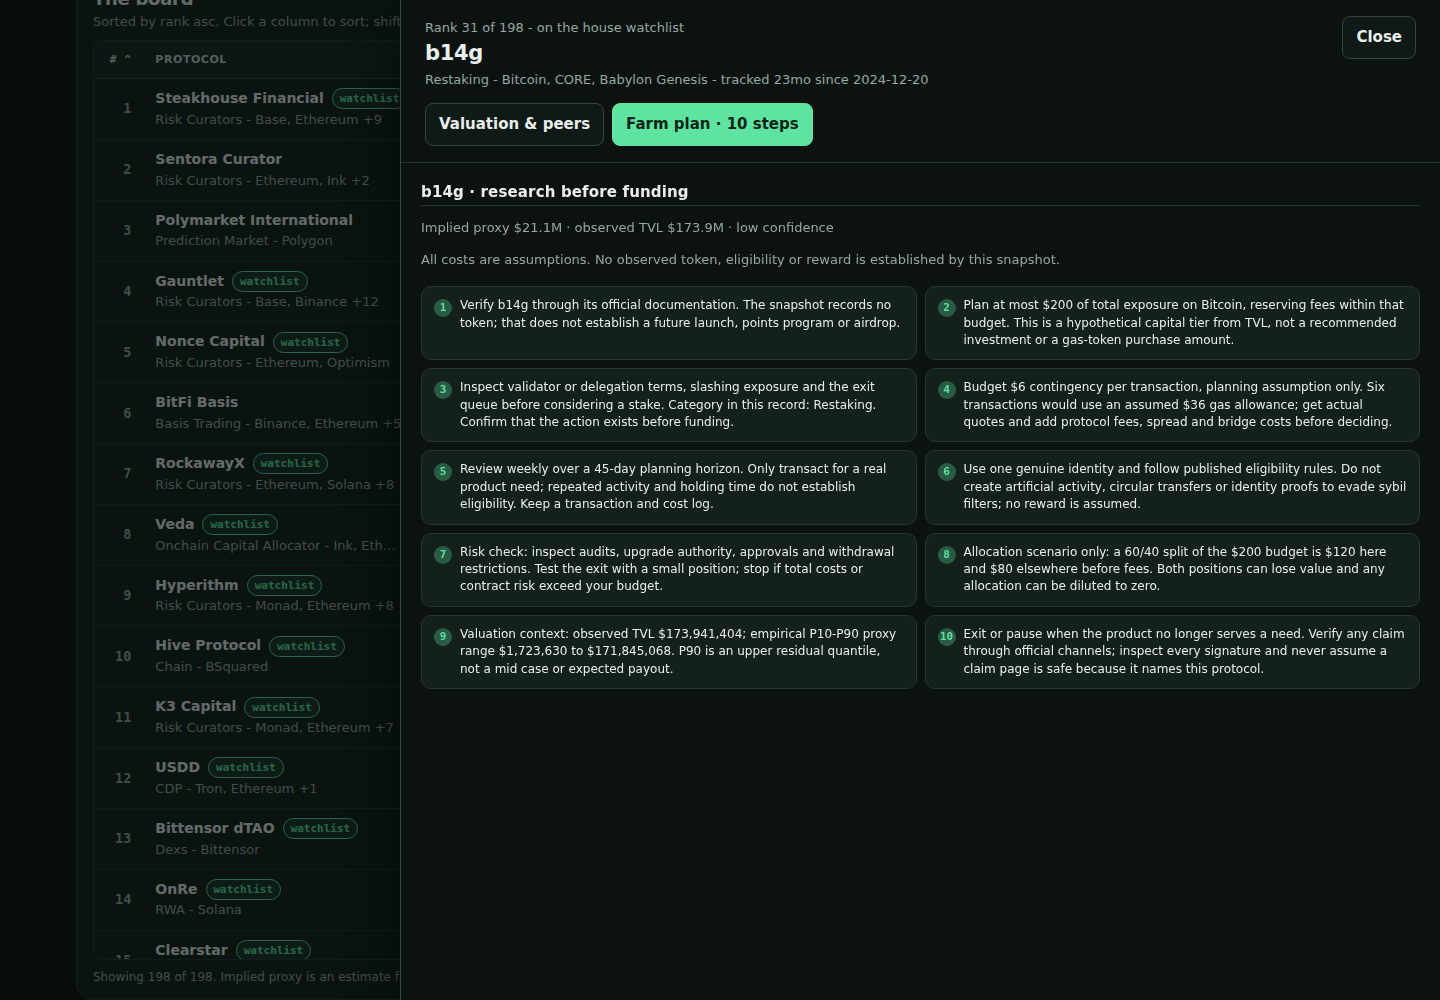 The board
Sorted by rank asc. Click a column to sort; shift
# ^ PROTOCOL
1 Steakhouse Financial watchlist
Risk Curators - Base, Ethereum +9
2 Sentora Curator
Risk Curators - Ethereum, Ink +2
3 Polymarket International
Prediction Market - Polygon
4 Gauntlet watchlist
Risk Curators - Base, Binance +12
5 Nonce Capital watchlist
Risk Curators - Ethereum, Optimism
6 BitFi Basis
Basis Trading - Binance, Ethereum +5
7 RockawayX watchlist
Risk Curators - Ethereum, Solana +8
8 Veda watchlist
Onchain Capital Allocator - Ink, Eth...
9 Hyperithm watchlist
Risk Curators - Monad, Ethereum +8
10 Hive Protocol watchlist
Chain - BSquared
11 K3 Capital watchlist
Risk Curators - Monad, Ethereum +7
12 USDD watchlist
CDP - Tron, Ethereum +1
13 Bittensor dTAO watchlist
Dexs - Bittensor
14 OnRe watchlist
RWA - Solana
15 Clearstar watchlist
Showing 198 of 198. Implied proxy is an estimate f
Rank 31 of 198 - on the house watchlist
b14g
Restaking - Bitcoin, CORE, Babylon Genesis - tracked 23mo since 2024-12-20
Close
Valuation & peers
Farm plan · 10 steps
b14g · research before funding
Implied proxy $21.1M · observed TVL $173.9M · low confidence
All costs are assumptions. No observed token, eligibility or reward is established by this snapshot.
1 Verify b14g through its official documentation. The snapshot records no
token; that does not establish a future launch, points program or airdrop.
2 Plan at most $200 of total exposure on Bitcoin, reserving fees within that
budget. This is a hypothetical capital tier from TVL, not a recommended
investment or a gas-token purchase amount.
3 Inspect validator or delegation terms, slashing exposure and the exit
queue before considering a stake. Category in this record: Restaking.
Confirm that the action exists before funding.
4 Budget $6 contingency per transaction, planning assumption only. Six
transactions would use an assumed $36 gas allowance; get actual
quotes and add protocol fees, spread and bridge costs before deciding.
5 Review weekly over a 45-day planning horizon. Only transact for a real
product need; repeated activity and holding time do not establish
eligibility. Keep a transaction and cost log.
6 Use one genuine identity and follow published eligibility rules. Do not
create artificial activity, circular transfers or identity proofs to evade sybil
filters; no reward is assumed.
7 Risk check: inspect audits, upgrade authority, approvals and withdrawal
restrictions. Test the exit with a small position; stop if total costs or
contract risk exceed your budget.
8 Allocation scenario only: a 60/40 split of the $200 budget is $120 here
and $80 elsewhere before fees. Both positions can lose value and any
allocation can be diluted to zero.
9 Valuation context: observed TVL $173,941,404; empirical P10-P90 proxy
range $1,723,630 to $171,845,068. P90 is an upper residual quantile,
not a mid case or expected payout.
10 Exit or pause when the product no longer serves a need. Verify any claim
through official channels; inspect every signature and never assume a
claim page is safe because it names this protocol.